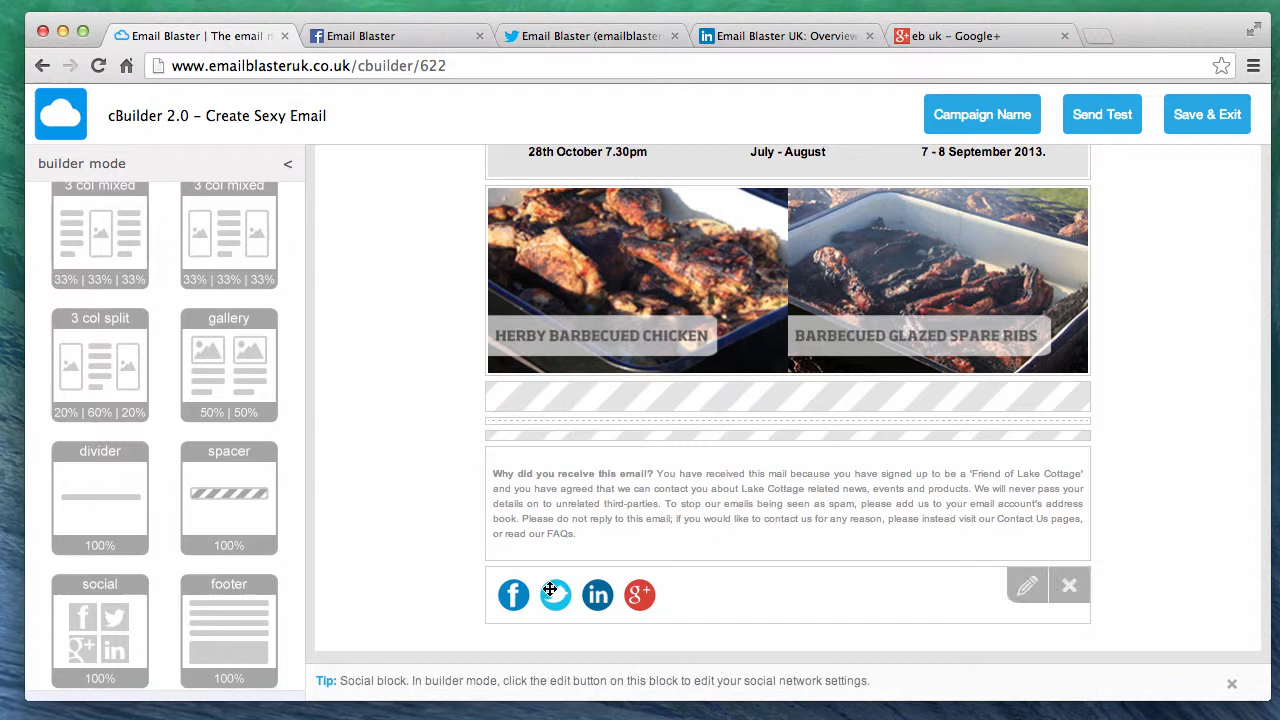 Email Blaster | The email m
Email Blaster
Email Blaster (emailblaster
Email Blaster UK: Overview
eb uk - Google+
www.emailblasteruk.co.uk/cbuilder/622
cBuilder 2.0 - Create Sexy Email
Campaign Name
Send Test
Save & Exit
builder mode
<
3 col mixed
3 col mixed
33% | 33% | 33%
33% | 33% | 33%
3 col split
gallery
20% | 60% | 20%
50% | 50%
divider
spacer
100%
100%
social
footer
100%
100%
28th October 7.30pm
July - August
7 - 8 September 2013.
HERBY BARBECUED CHICKEN
BARBECUED GLAZED SPARE RIBS
Why did you receive this email? You have received this mail because you have signed up to be a 'Friend of Lake Cottage'
and you have agreed that we can contact you about Lake Cottage related news, events and products. We will never pass your
details on to unrelated third-parties. To stop our emails being seen as spam, please add us to your email account's address
book. Please do not reply to this email; if you would like to contact us for any reason, please instead visit our Contact Us pages,
or read our FAQs.
Tip: Social block. In builder mode, click the edit button on this block to edit your social network settings.